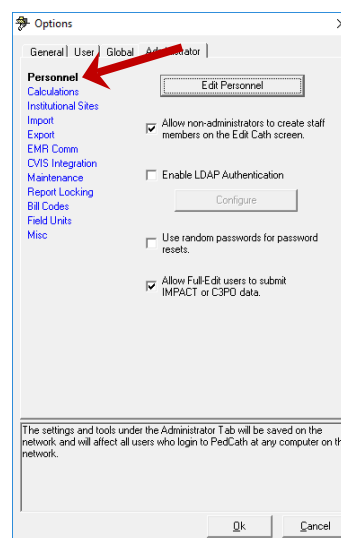 Options
General User Global Administrator
Personnel
Calculations
Institutional Sites
Import
Export
EMR Comm
CVIS Integration
Maintenance
Report Locking
Bill Codes
Field Units
Misc
Edit Personnel
Allow non-administrators to create staff
members on the Edit Cath screen.
Enable LDAP Authentication
Configure
Use random passwords for password
resets.
Allow Full-Edit users to submit
IMPACT or C3PO data.
The settings and tools under the Administrator Tab will be saved on the
network and will affect all users who login to PedCath at any computer on th
network.
Ok Cancel